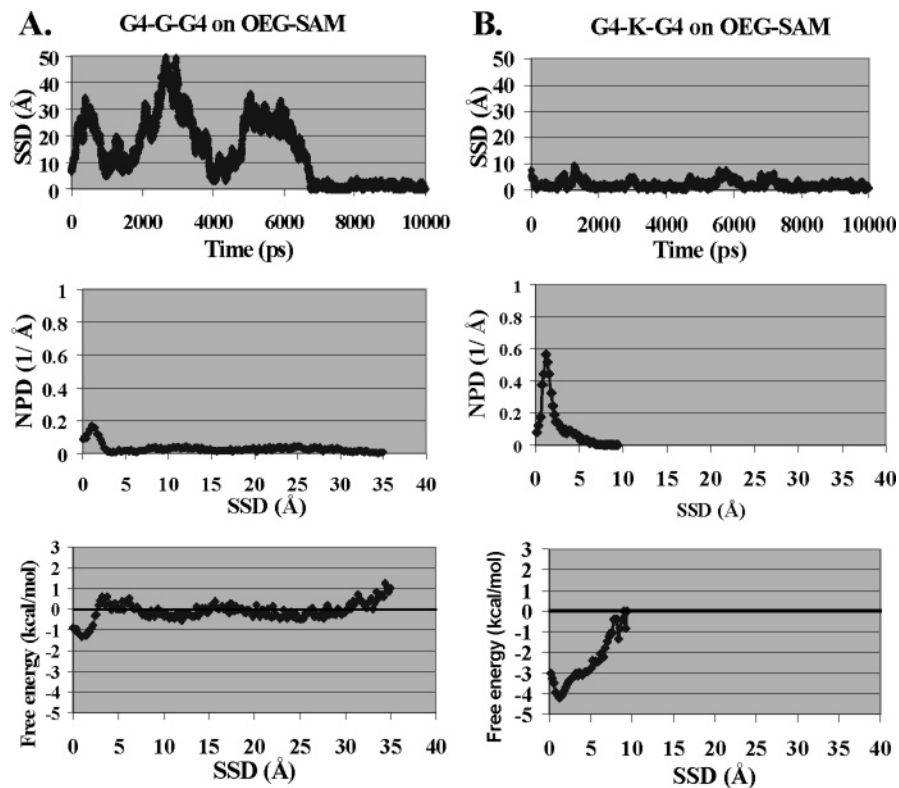 A.
G4-G-G4 on OEG-SAM
SSD (Å)
50
40
30
20
10
0
0 2000 4000 6000 8000 10000
Time (ps)
NPD (1/ Å)
1
0.8
0.6
0.4
0.2
0
0 5 10 15 20 25 30 35 40
SSD (Å)
Free energy (kcal/mol)
3
2
1
0
-1
-2
-3
-4
-5
0 5 10 15 20 25 30 35 40
SSD (Å)
B.
G4-K-G4 on OEG-SAM
SSD (Å)
50
40
30
20
10
0
0 2000 4000 6000 8000 10000
Time (ps)
NPD (1/ Å)
1
0.8
0.6
0.4
0.2
0
0 5 10 15 20 25 30 35 40
SSD (Å)
Free energy (kcal/mol)
3
2
1
0
-1
-2
-3
-4
-5
0 5 10 15 20 25 30 35 40
SSD (Å)